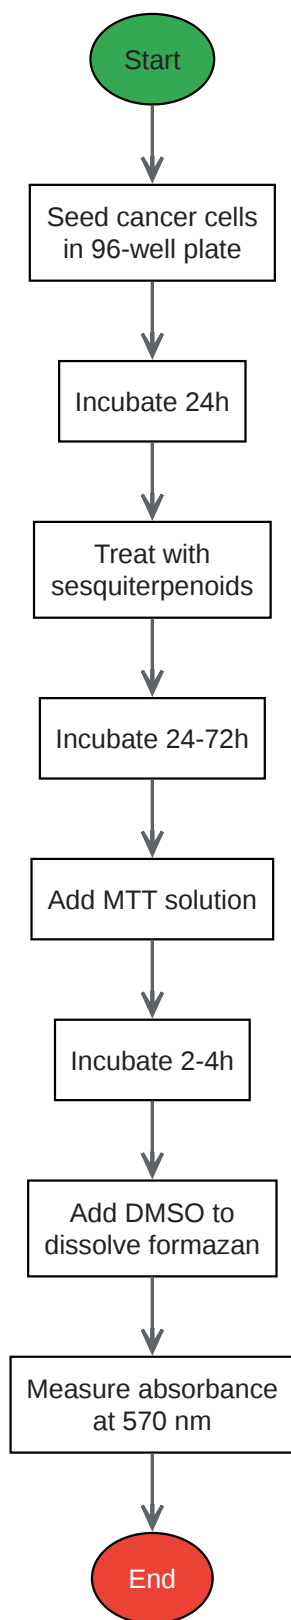 Start
Seed cancer cells
in 96-well plate
Incubate 24h
Treat with
sesquiterpenoids
Incubate 24-72h
Add MTT solution
Incubate 2-4h
Add DMSO to
dissolve formazan
Measure absorbance
at 570 nm
End